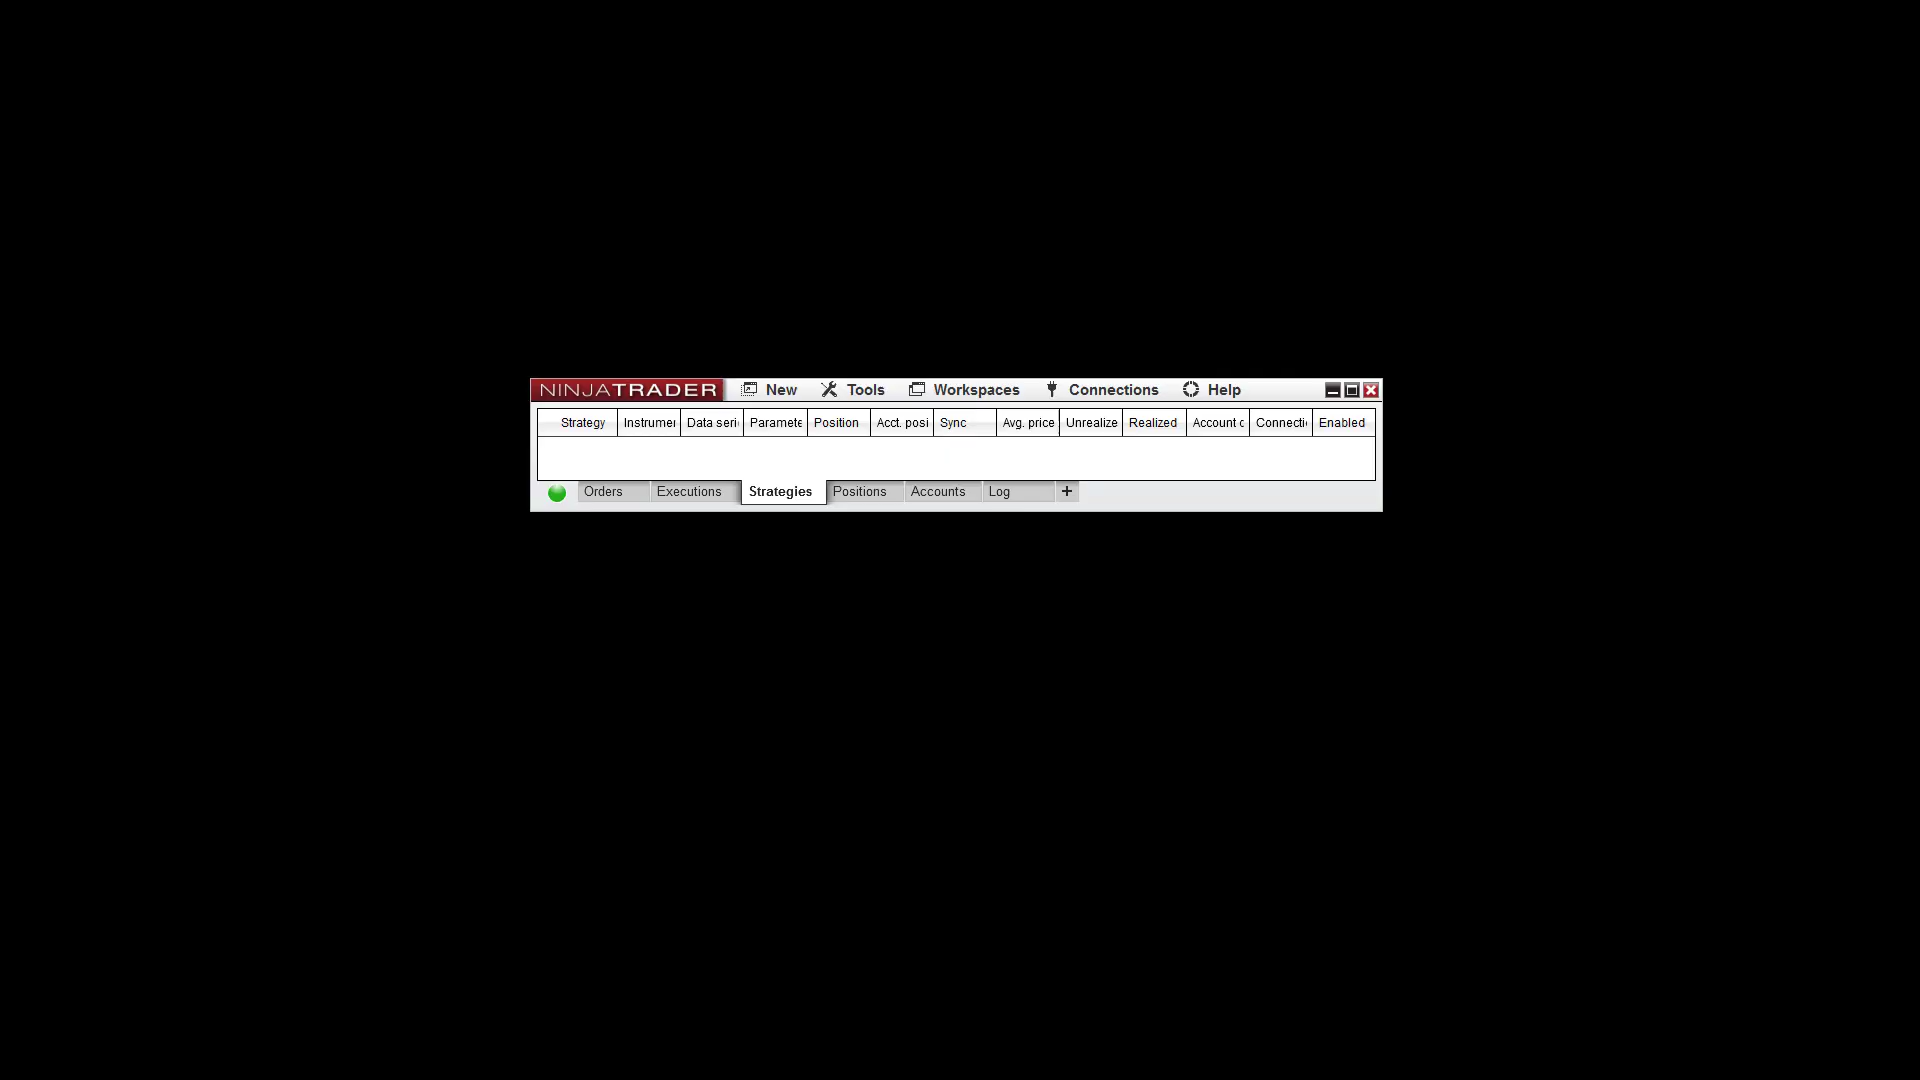 NINJATRADER New Tools Workspaces Connections Help
Strategy Instrumer Data seri Paramete Position Acct. posi Sync Avg. price Unrealize Realized Account c Connecti Enabled
Orders Executions Strategies Positions Accounts Log +